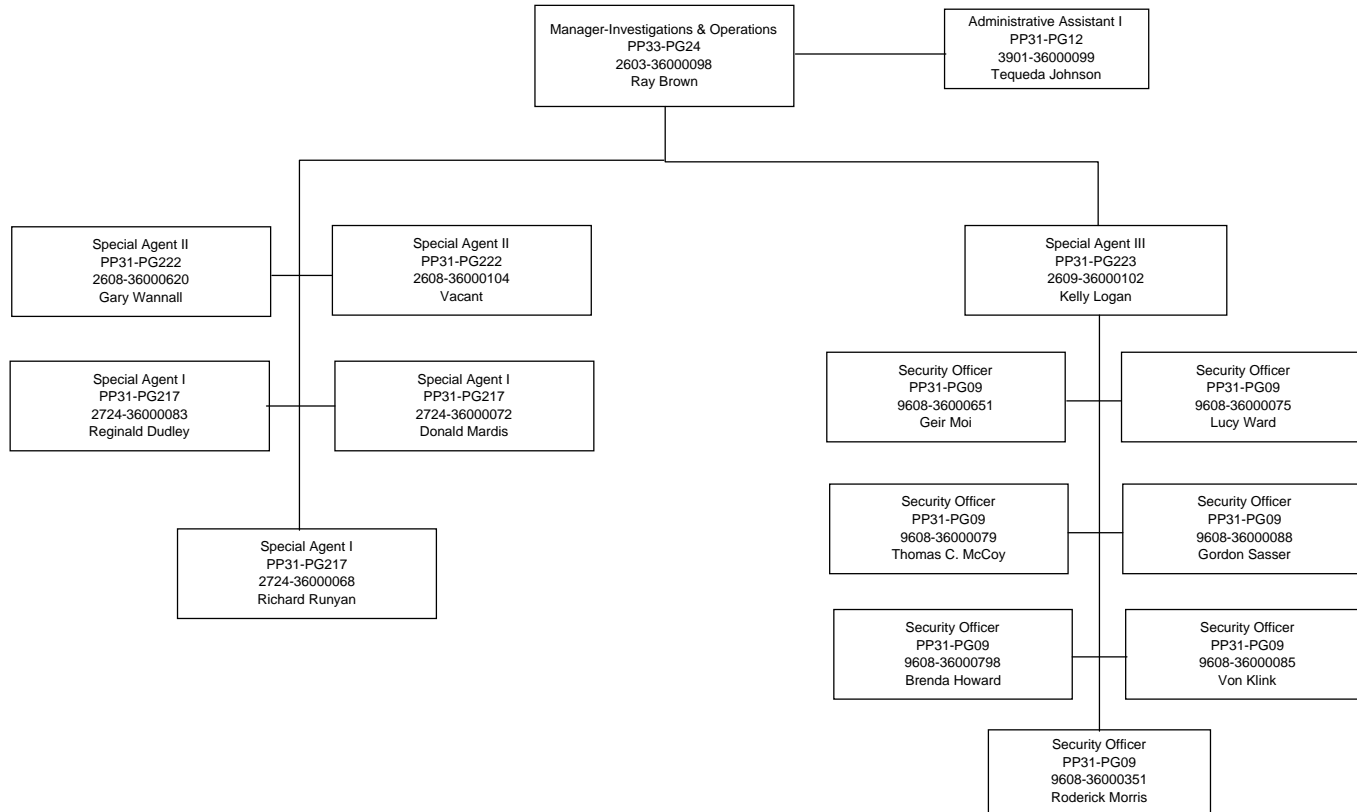 Manager-Investigations & Operations
PP33-PG24
2603-36000098
Ray Brown
Administrative Assistant I
PP31-PG12
3901-36000099
Tequeda Johnson
Special Agent II
PP31-PG222
2608-36000620
Gary Wannall
Special Agent II
PP31-PG222
2608-36000104
Vacant
Special Agent III
PP31-PG223
2609-36000102
Kelly Logan
Special Agent I
PP31-PG217
2724-36000083
Reginald Dudley
Special Agent I
PP31-PG217
2724-36000072
Donald Mardis
Security Officer
PP31-PG09
9608-36000651
Geir Moi
Security Officer
PP31-PG09
9608-36000075
Lucy Ward
Special Agent I
PP31-PG217
2724-36000068
Richard Runyan
Security Officer
PP31-PG09
9608-36000079
Thomas C. McCoy
Security Officer
PP31-PG09
9608-36000088
Gordon Sasser
Security Officer
PP31-PG09
9608-36000798
Brenda Howard
Security Officer
PP31-PG09
9608-36000085
Von Klink
Security Officer
PP31-PG09
9608-36000351
Roderick Morris